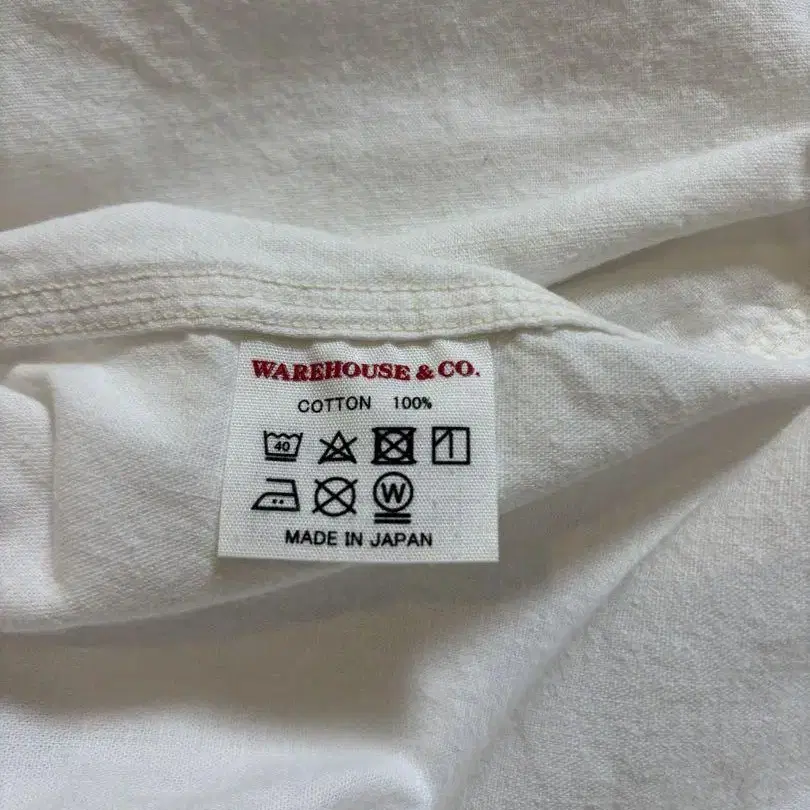 WAREHOUSE & CO.
COTTON 100%
40
W
MADE IN JAPAN